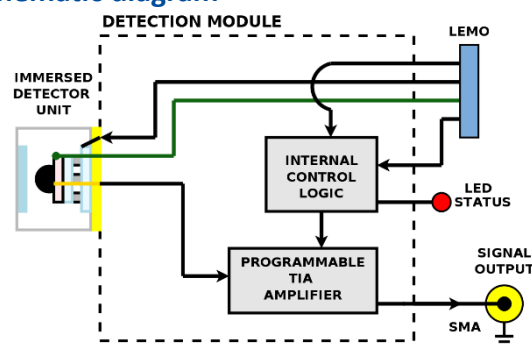 DETECTION MODULE
LEMO
IMMERSED
DETECTOR
UNIT
INTERNAL
CONTROL
LOGIC
LED
STATUS
PROGRAMMABLE
TIA
AMPLIFIER
SIGNAL
OUTPUT
SMA